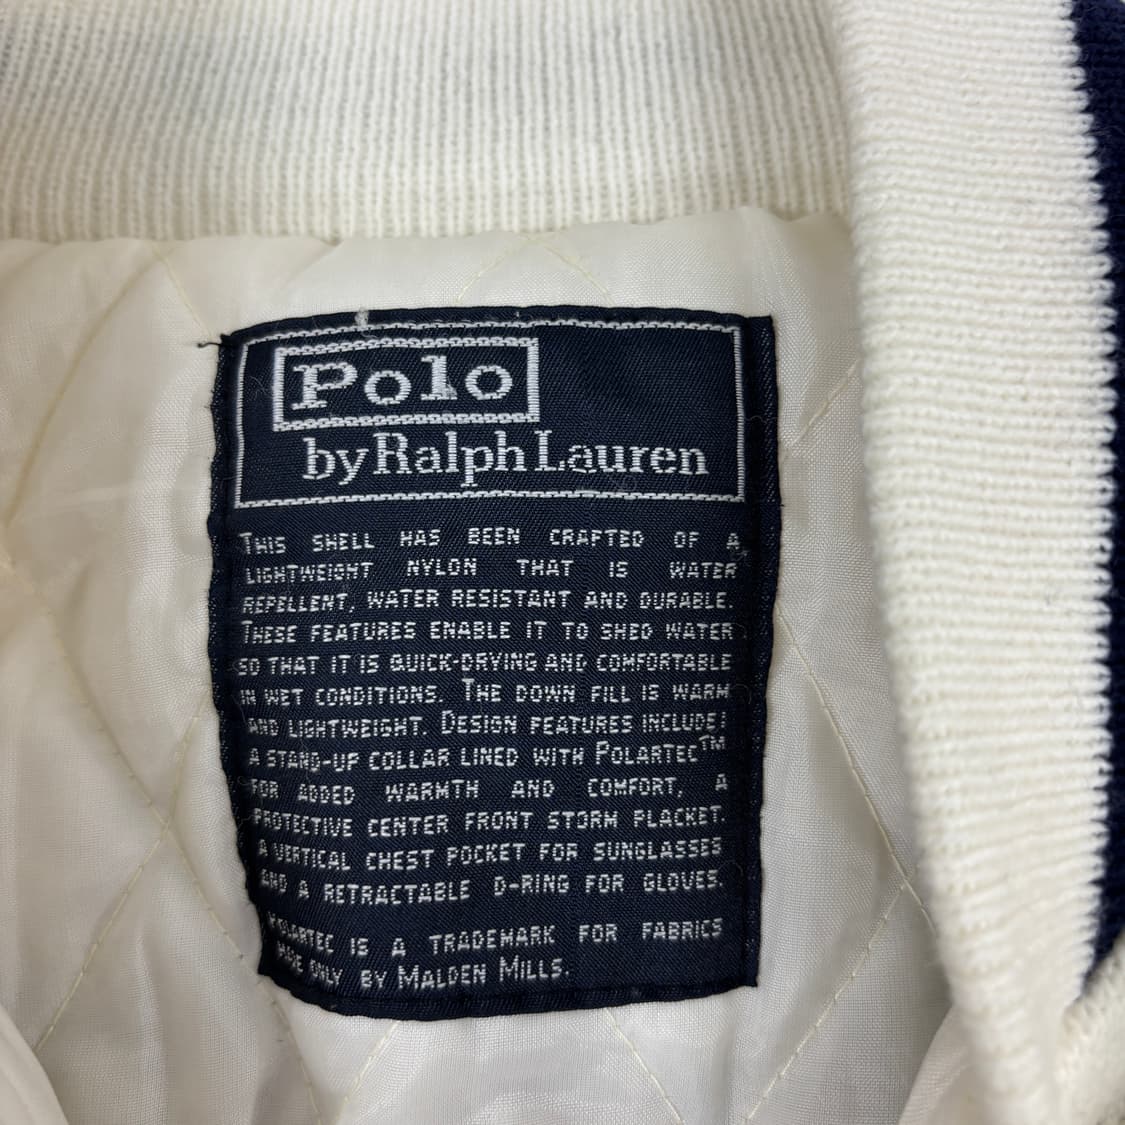 Polo
by Ralph Lauren
THIS SHELL HAS BEEN CRAFTED OF A
LIGHTWEIGHT NYLON THAT IS WATER
REPELLENT, WATER RESISTANT AND DURABLE.
THESE FEATURES ENABLE IT TO SHED WATER
SO THAT IT IS QUICK-DRYING AND COMFORTABLE
IN WET CONDITIONS. THE DOWN FILL IS WARM
AND LIGHTWEIGHT. DESIGN FEATURES INCLUDE:
A STAND-UP COLLAR LINED WITH POLARTEC™
FOR ADDED WARMTH AND COMFORT, A
PROTECTIVE CENTER FRONT STORM PLACKET.
A VERTICAL CHEST POCKET FOR SUNGLASSES
AND A RETRACTABLE D-RING FOR GLOVES.
POLARTEC IS A TRADEMARK FOR FABRICS
MADE ONLY BY MALDEN MILLS.